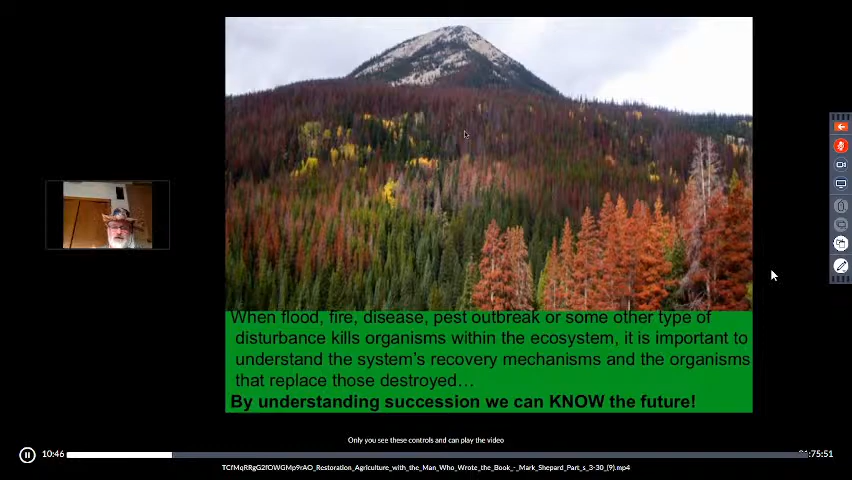 When flood, fire, disease, pest outbreak or some other type of
disturbance kills organisms within the ecosystem, it is important to
understand the system's recovery mechanisms and the organisms
that replace those destroyed…
By understanding succession we can KNOW the future!
Only you see these controls and can play the video
10:46
75:51
TCfMqRRgG2fOWGMp9rAO_Restoration_Agriculture_with_the_Man_Who_Wrote_the_Book_-_Mark_Shepard_Part_s_3-30_(9).mp4